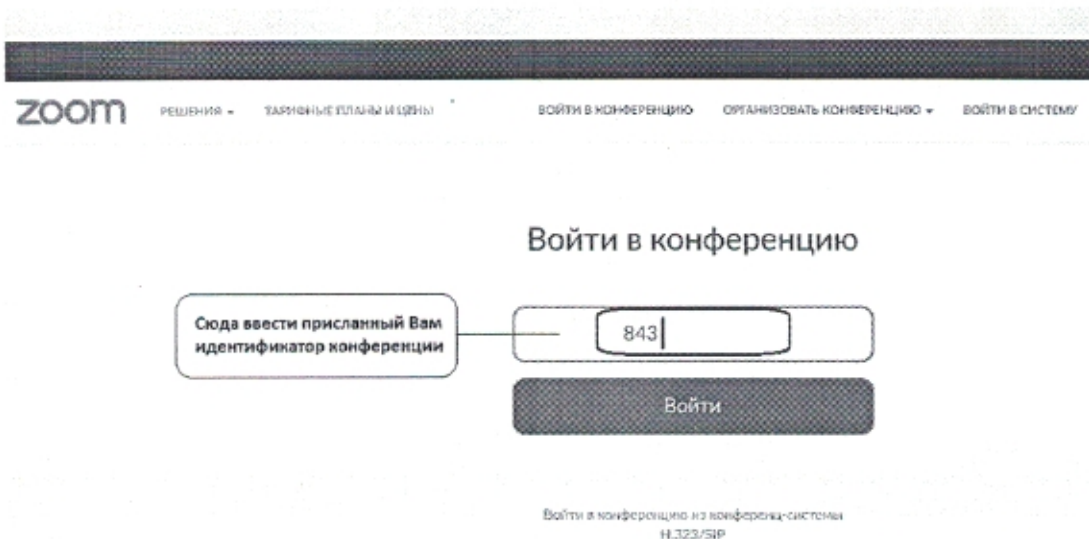 zoom РЕШЕНИЯ ТАРИФНЫЕ ПЛАНЫ И ЦЕНЫ ВОЙТИ В КОНФЕРЕНЦИЮ ОРГАНИЗОВАТЬ КОНФЕРЕНЦИЮ ВОЙТИ В СИСТЕМУ
Войти в конференцию
Сюда ввести присланный Вам
идентификатор конференции
843
Войти
Войти в конференцию из конференц-системы
H.323/SIP